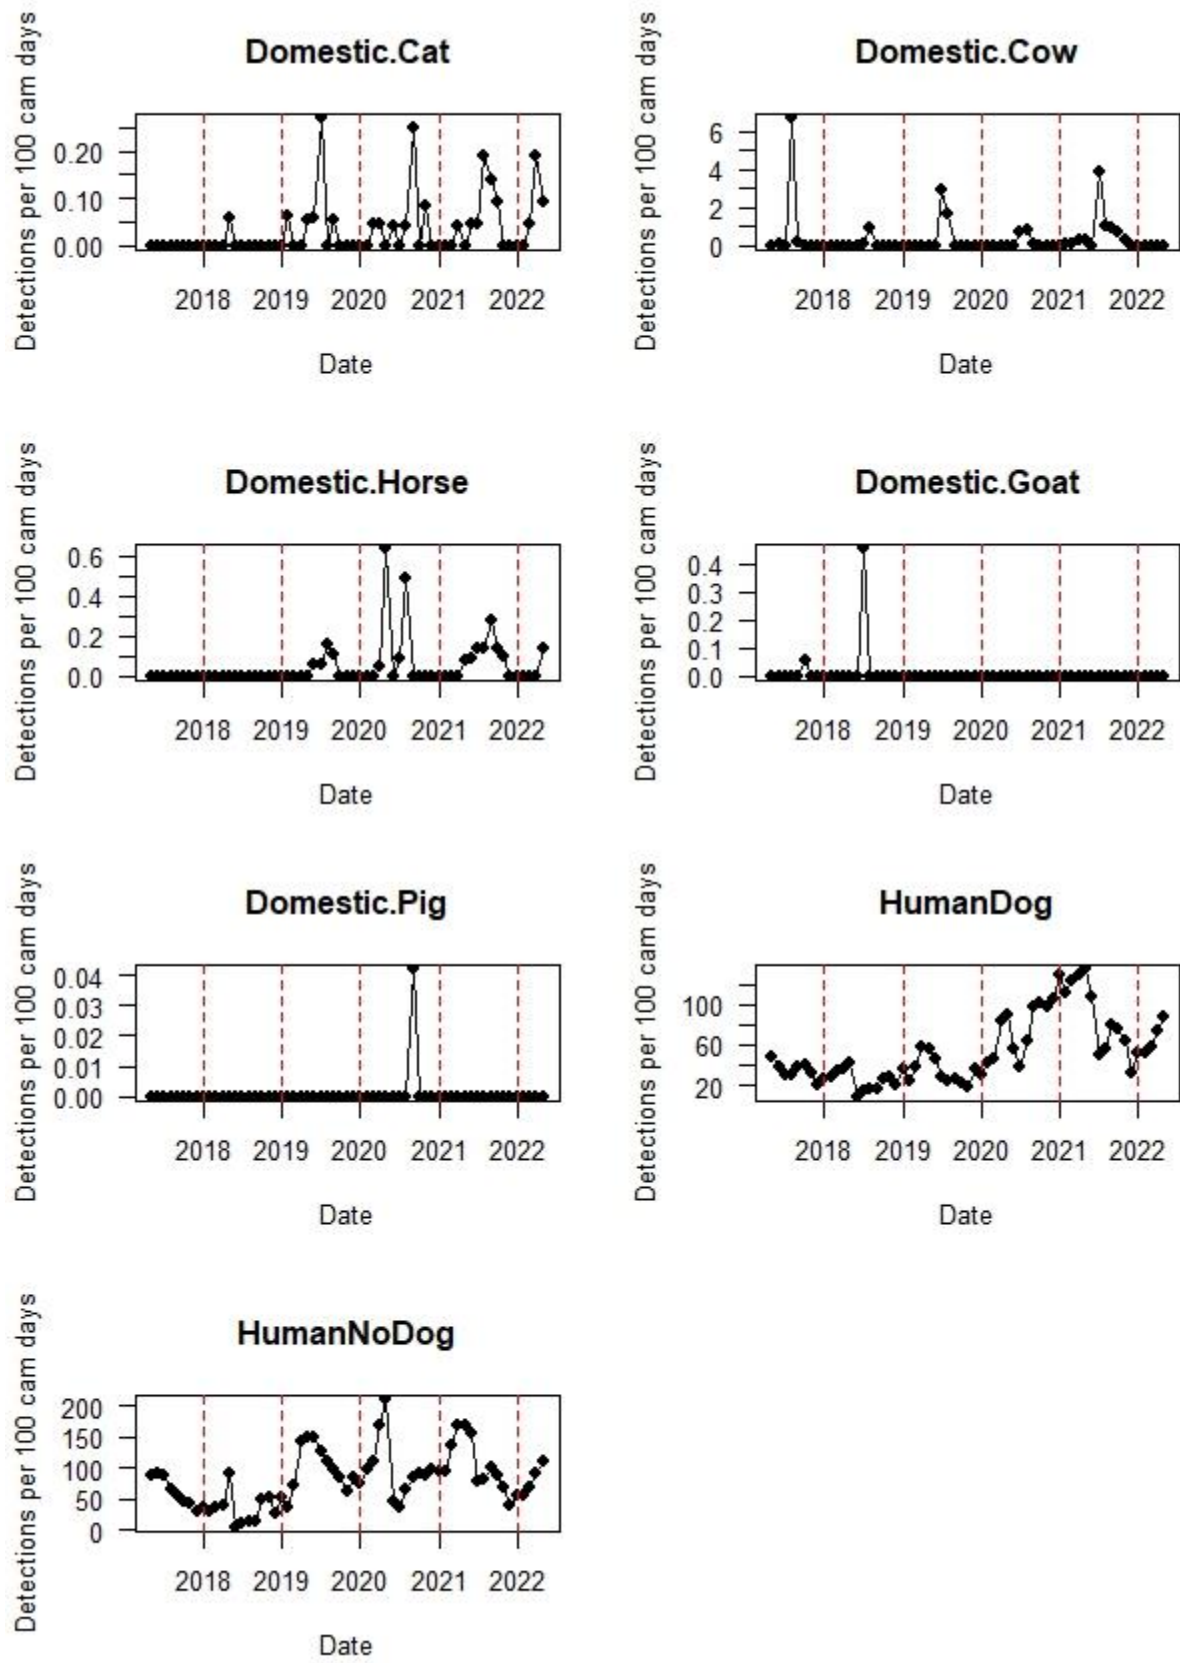 Domestic.Cat
Detections per 100 cam days
0.20
0.10
0.00
2018 2019 2020 2021 2022
Date
Domestic.Cow
Detections per 100 cam days
6
4
2
0
2018 2019 2020 2021 2022
Date
Domestic.Horse
Detections per 100 cam days
0.6
0.4
0.2
0.0
2018 2019 2020 2021 2022
Date
Domestic.Goat
Detections per 100 cam days
0.4
0.3
0.2
0.1
0.0
2018 2019 2020 2021 2022
Date
Domestic.Pig
Detections per 100 cam days
0.04
0.03
0.02
0.01
0.00
2018 2019 2020 2021 2022
Date
HumanDog
Detections per 100 cam days
100
60
20
2018 2019 2020 2021 2022
Date
HumanNoDog
Detections per 100 cam days
200
150
100
50
0
2018 2019 2020 2021 2022
Date